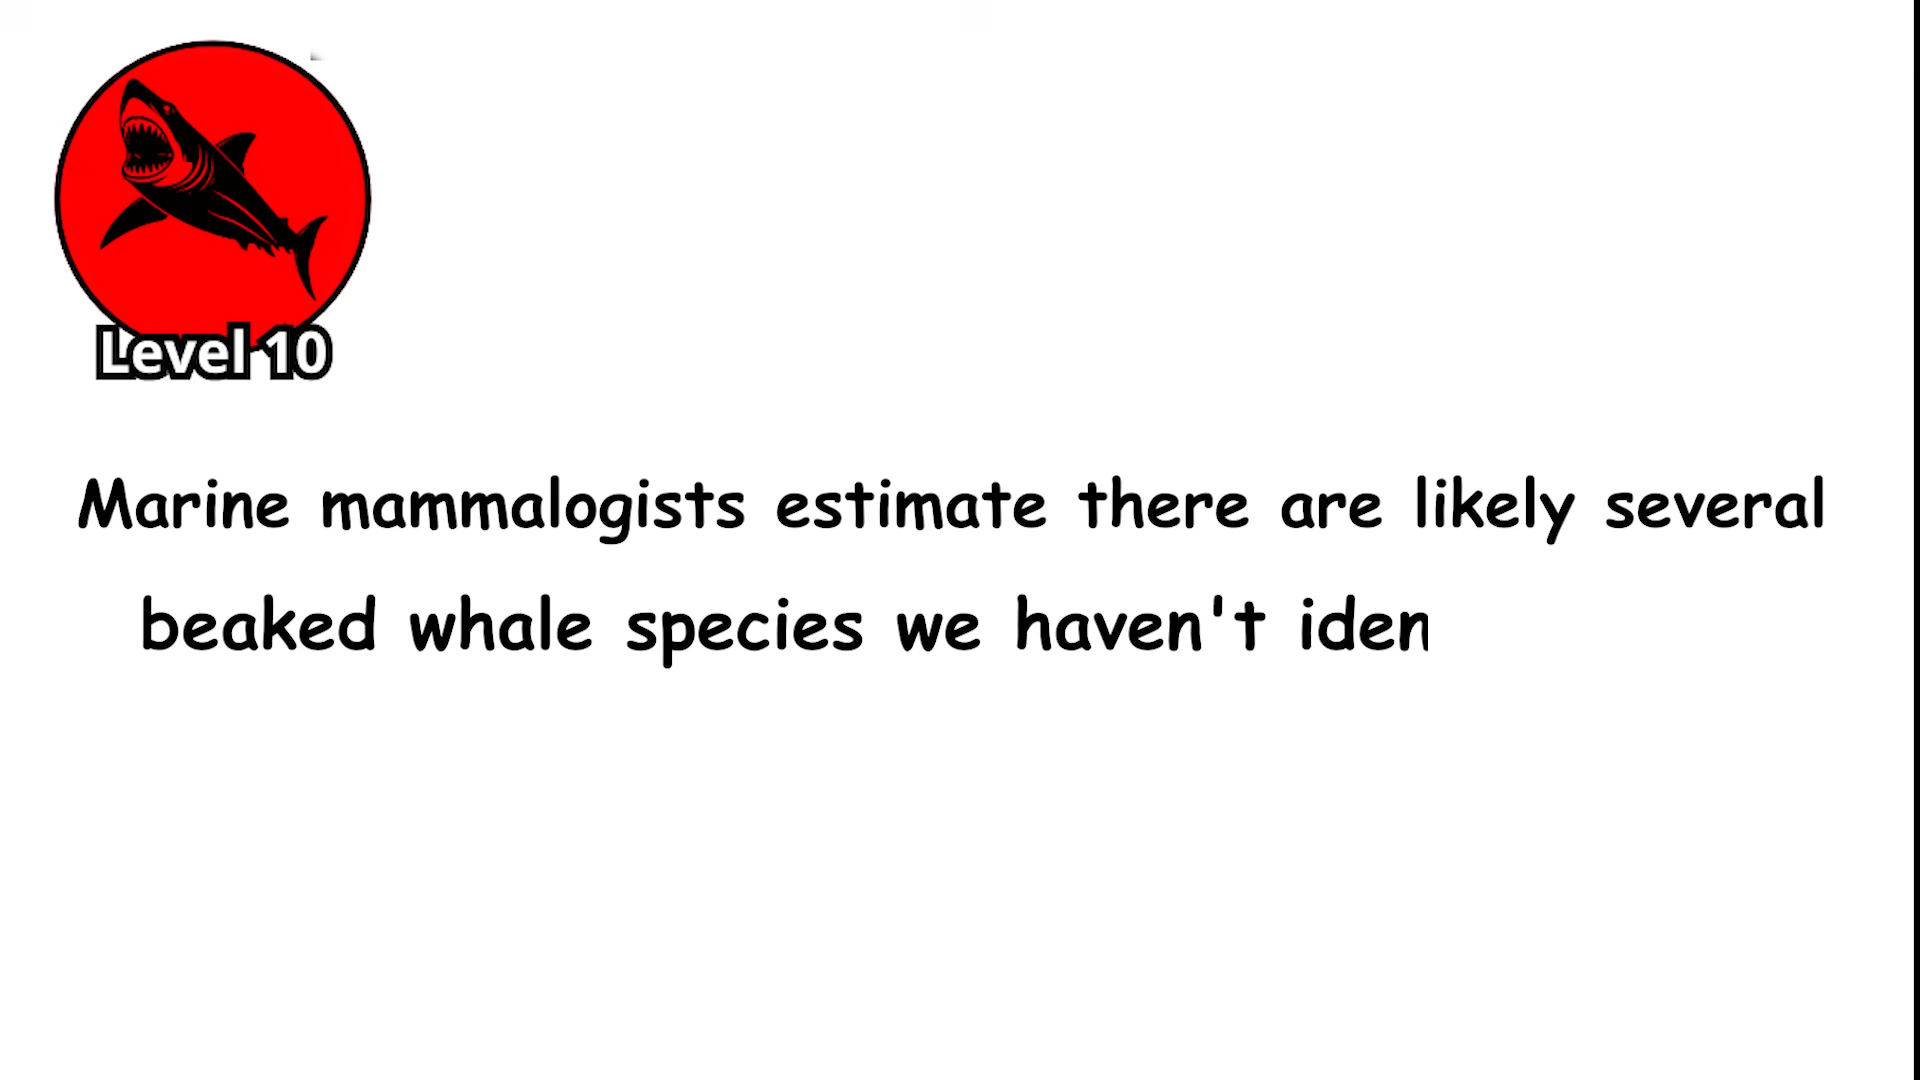 Level 10
Marine mammalogists estimate there are likely several
beaked whale species we haven't iden